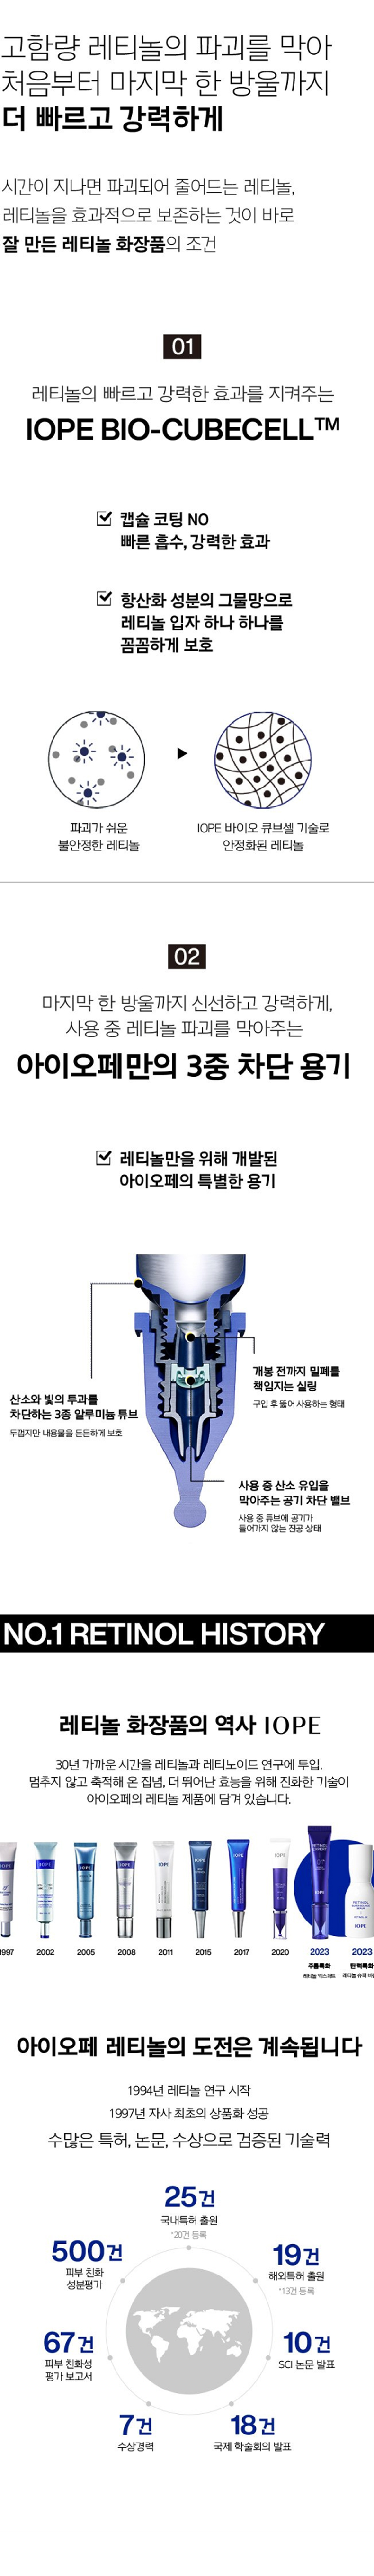 고함량 레티놀의 파괴를 막아
처음부터 마지막 한 방울까지
더 빠르고 강력하게
시간이 지나면 파괴되어 줄어드는 레티놀,
레티놀을 효과적으로 보존하는 것이 바로
잘 만든 레티놀 화장품의 조건
01
레티놀의 빠르고 강력한 효과를 지켜주는
IOPE BIO-CUBECELL™
캡슐 코팅 NO
빠른 흡수, 강력한 효과
항산화 성분의 그물망으로
레티놀 입자 하나 하나를
꼼꼼하게 보호
파괴가 쉬운
불안정한 레티놀
IOPE 바이오 큐브셀 기술로
안정화된 레티놀
02
마지막 한 방울까지 신선하고 강력하게,
사용 중 레티놀 파괴를 막아주는
아이오페만의 3중 차단 용기
레티놀만을 위해 개발된
아이오페의 특별한 용기
개봉 전까지 밀폐를
책임지는 실링
구입 후 뚫어 사용하는 형태
산소와 빛의 투과를
차단하는 3종 알루미늄 튜브
두껍지만 내용물을 든든하게 보호
사용 중 산소 유입을
막아주는 공기 차단 밸브
사용 중 튜브에 공기가
들어가지 않는 진공 상태
NO.1 RETINOL HISTORY
레티놀 화장품의 역사 IOPE
30년 가까운 시간을 레티놀과 레티노이드 연구에 투입.
멈추지 않고 축적해 온 집념, 더 뛰어난 효능을 위해 진화한 기술이
아이오페의 레티놀 제품에 담겨 있습니다.
IOPE IOPE IOPE IOPE IOPE IOPE IOPE IOPE IOPE
1997 2002 2005 2008 2011 2015 2017 2020 2023 2023
주름특화 탄력특화
레티놀 엑스퍼트 레티놀 슈퍼
아이오페 레티놀의 도전은 계속됩니다
1994년 레티놀 연구 시작
1997년 자사 최초의 상품화 성공
수많은 특허, 논문, 수상으로 검증된 기술력
25건
국내특허 출원
*20건 등록
500건
피부 친화
성분평가
19건
해외특허 출원
*13건 등록
67건
피부 친화성
평가 보고서
10건
SCI 논문 발표
7건
수상경력
18건
국제 학술회의 발표